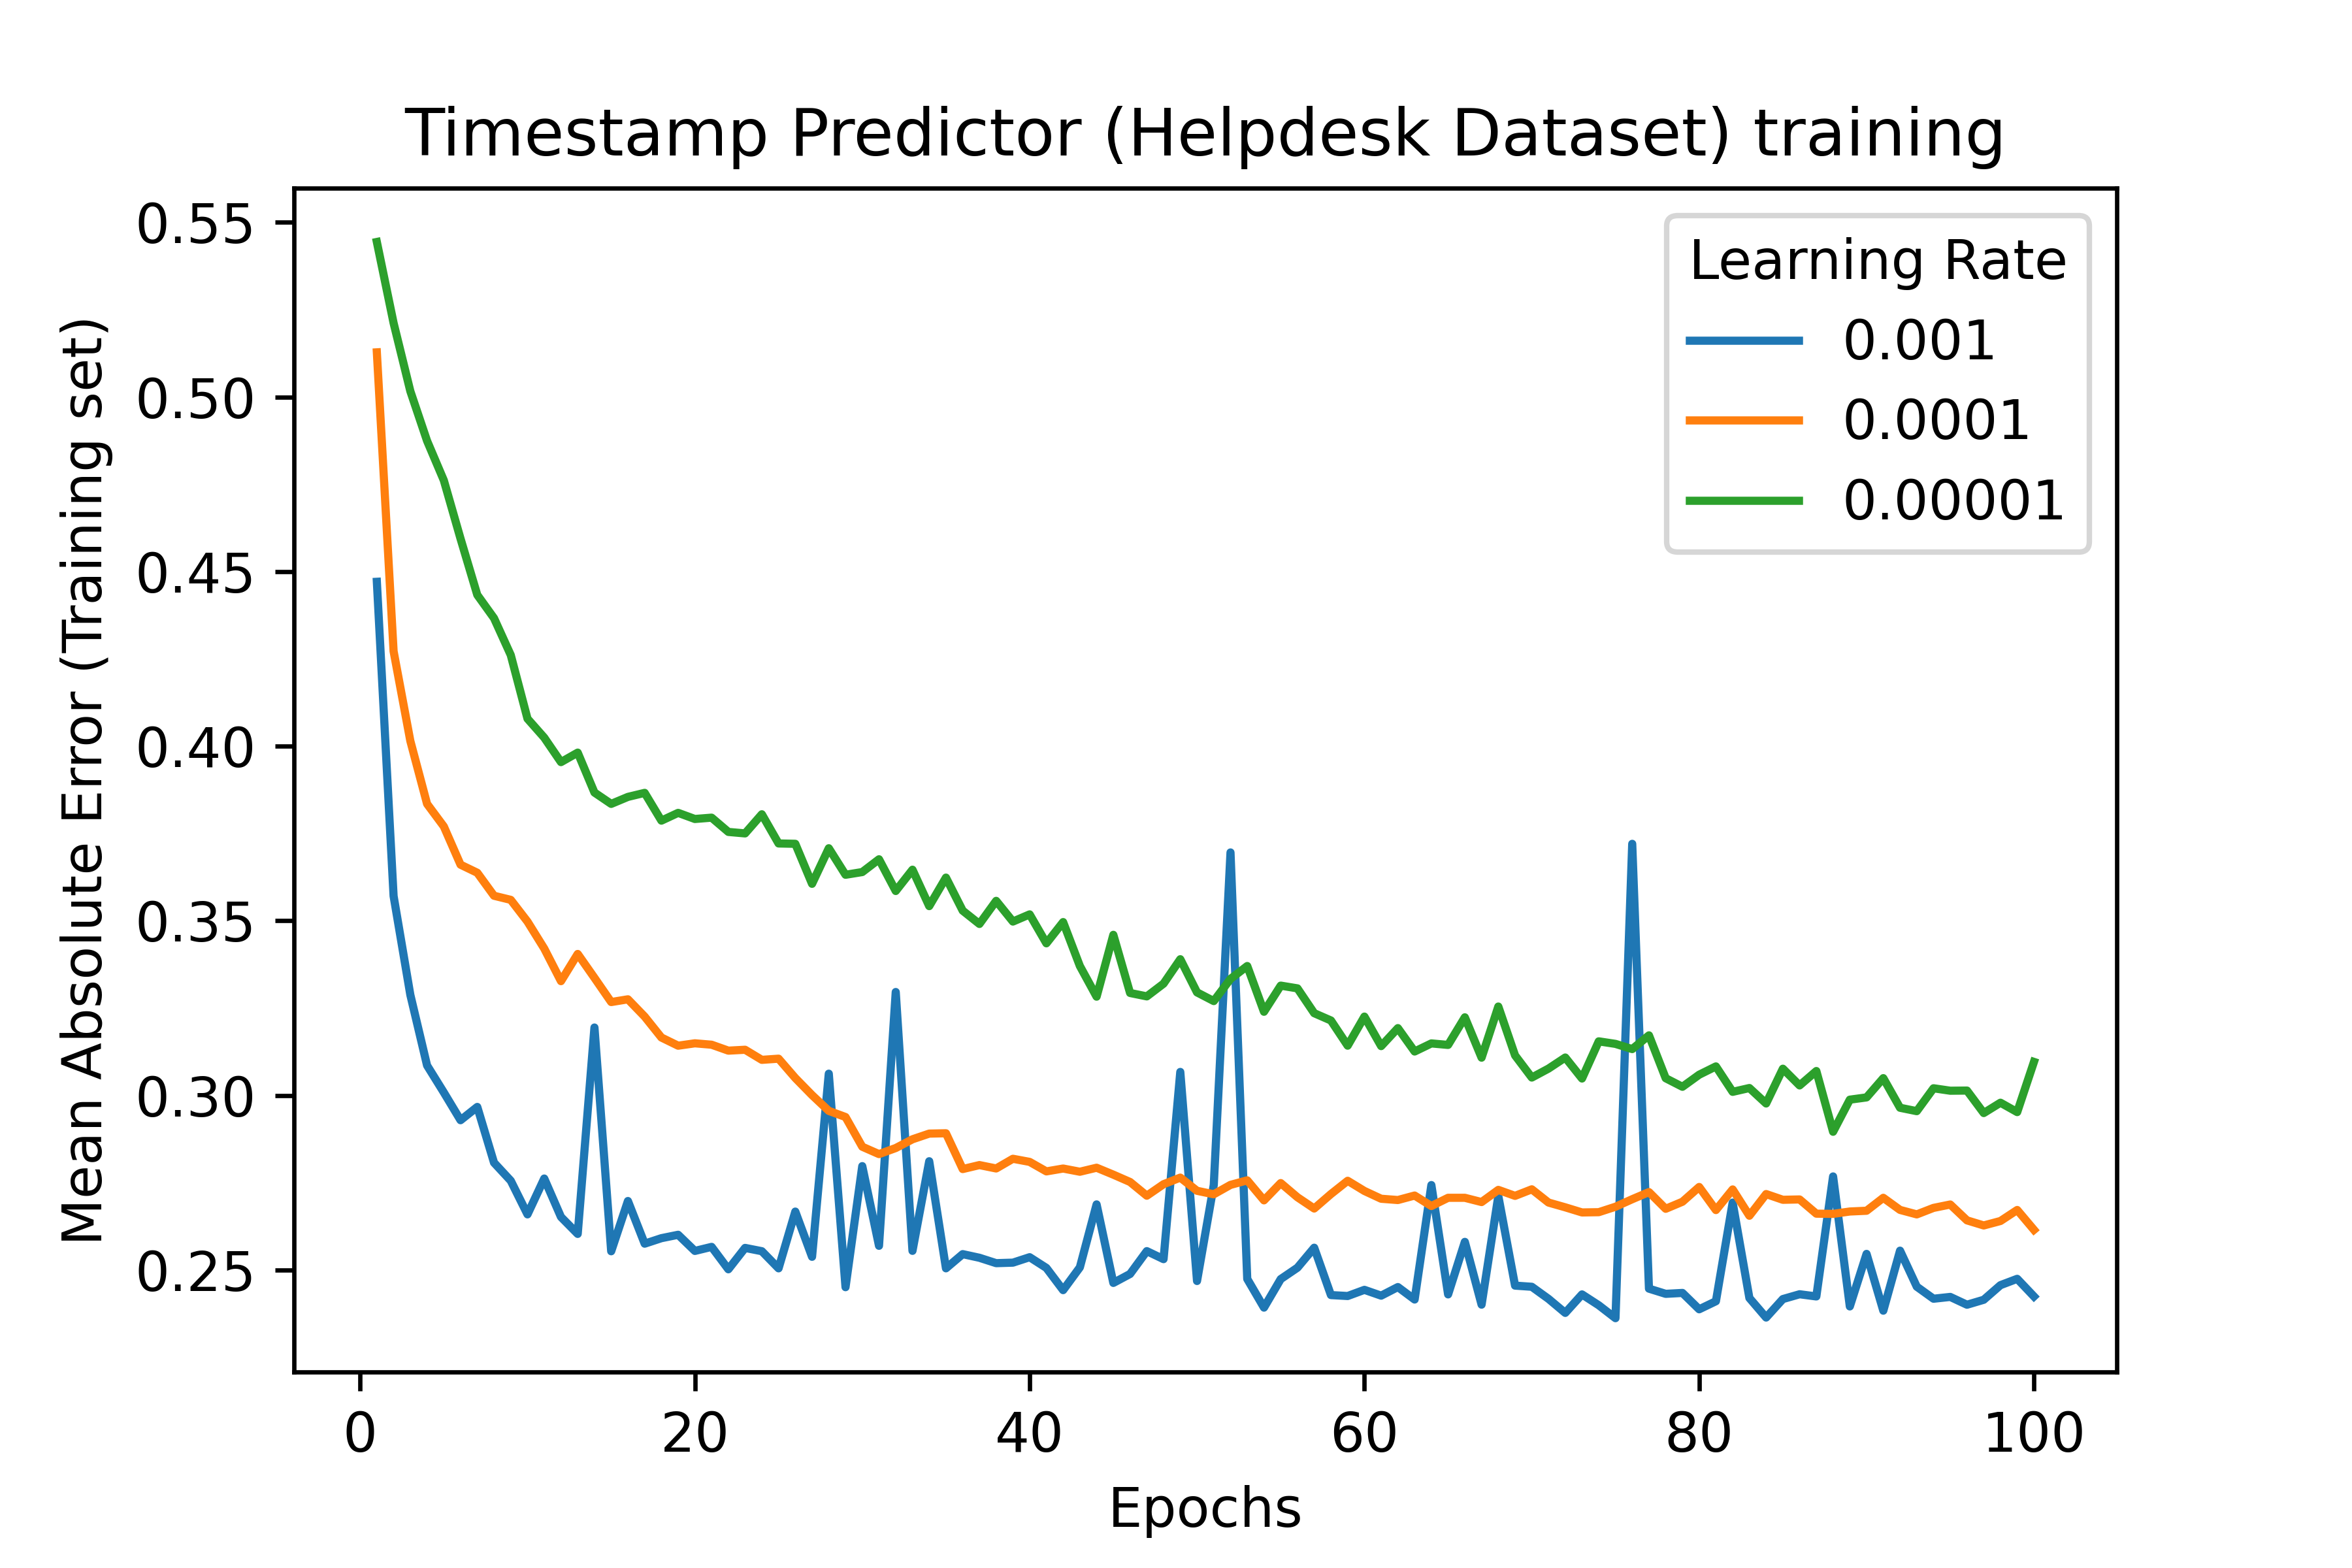 Timestamp Predictor (Helpdesk Dataset) training
Mean Absolute Error (Training set)
0.55
0.50
0.45
0.40
0.35
0.30
0.25
Learning Rate
0.001
0.0001
0.00001
0 20 40 60 80 100
Epochs